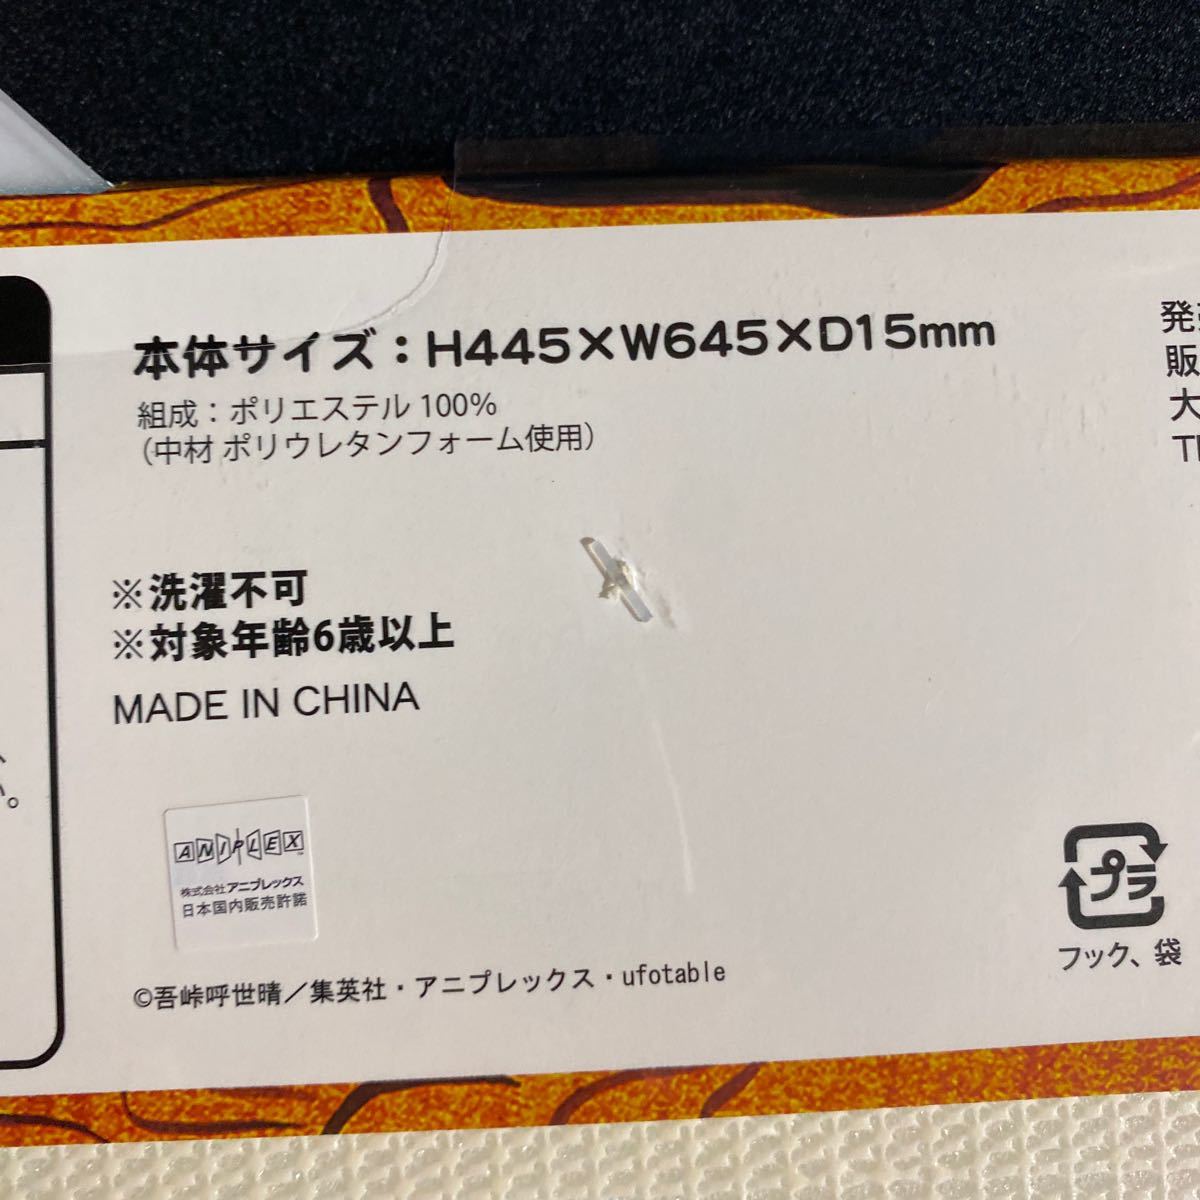 本体サイズ：H445×W645×D15mm
組成：ポリエステル 100%
（中材 ポリウレタンフォーム使用）
※洗濯不可
※対象年齢6歳以上
MADE IN CHINA
ANIPLEX
株式会社アニプレックス
日本国内販売許諾
©吾峠呼世晴／集英社・アニプレックス・ufotable
発
販
大
い。
プラ
フック、袋